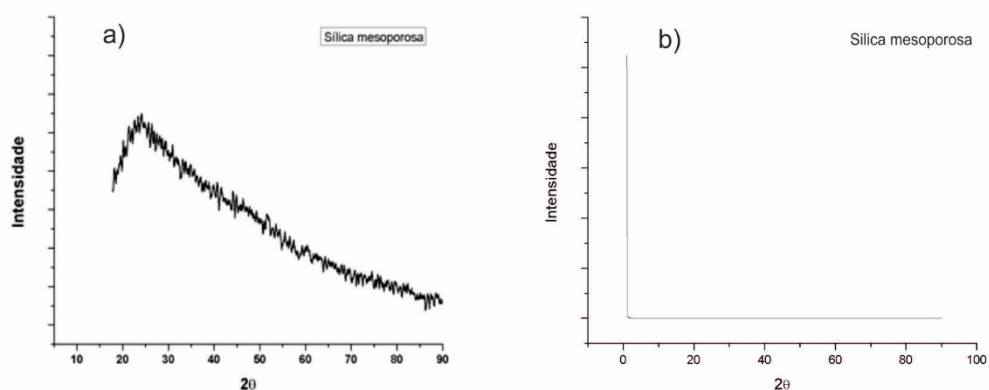 a)
Sílica mesoporosa
Intensidade
10 20 30 40 50 60 70 80 90
2θ
b)
Silica mesoporosa
Intensidade
0 20 40 60 80 100
2θ